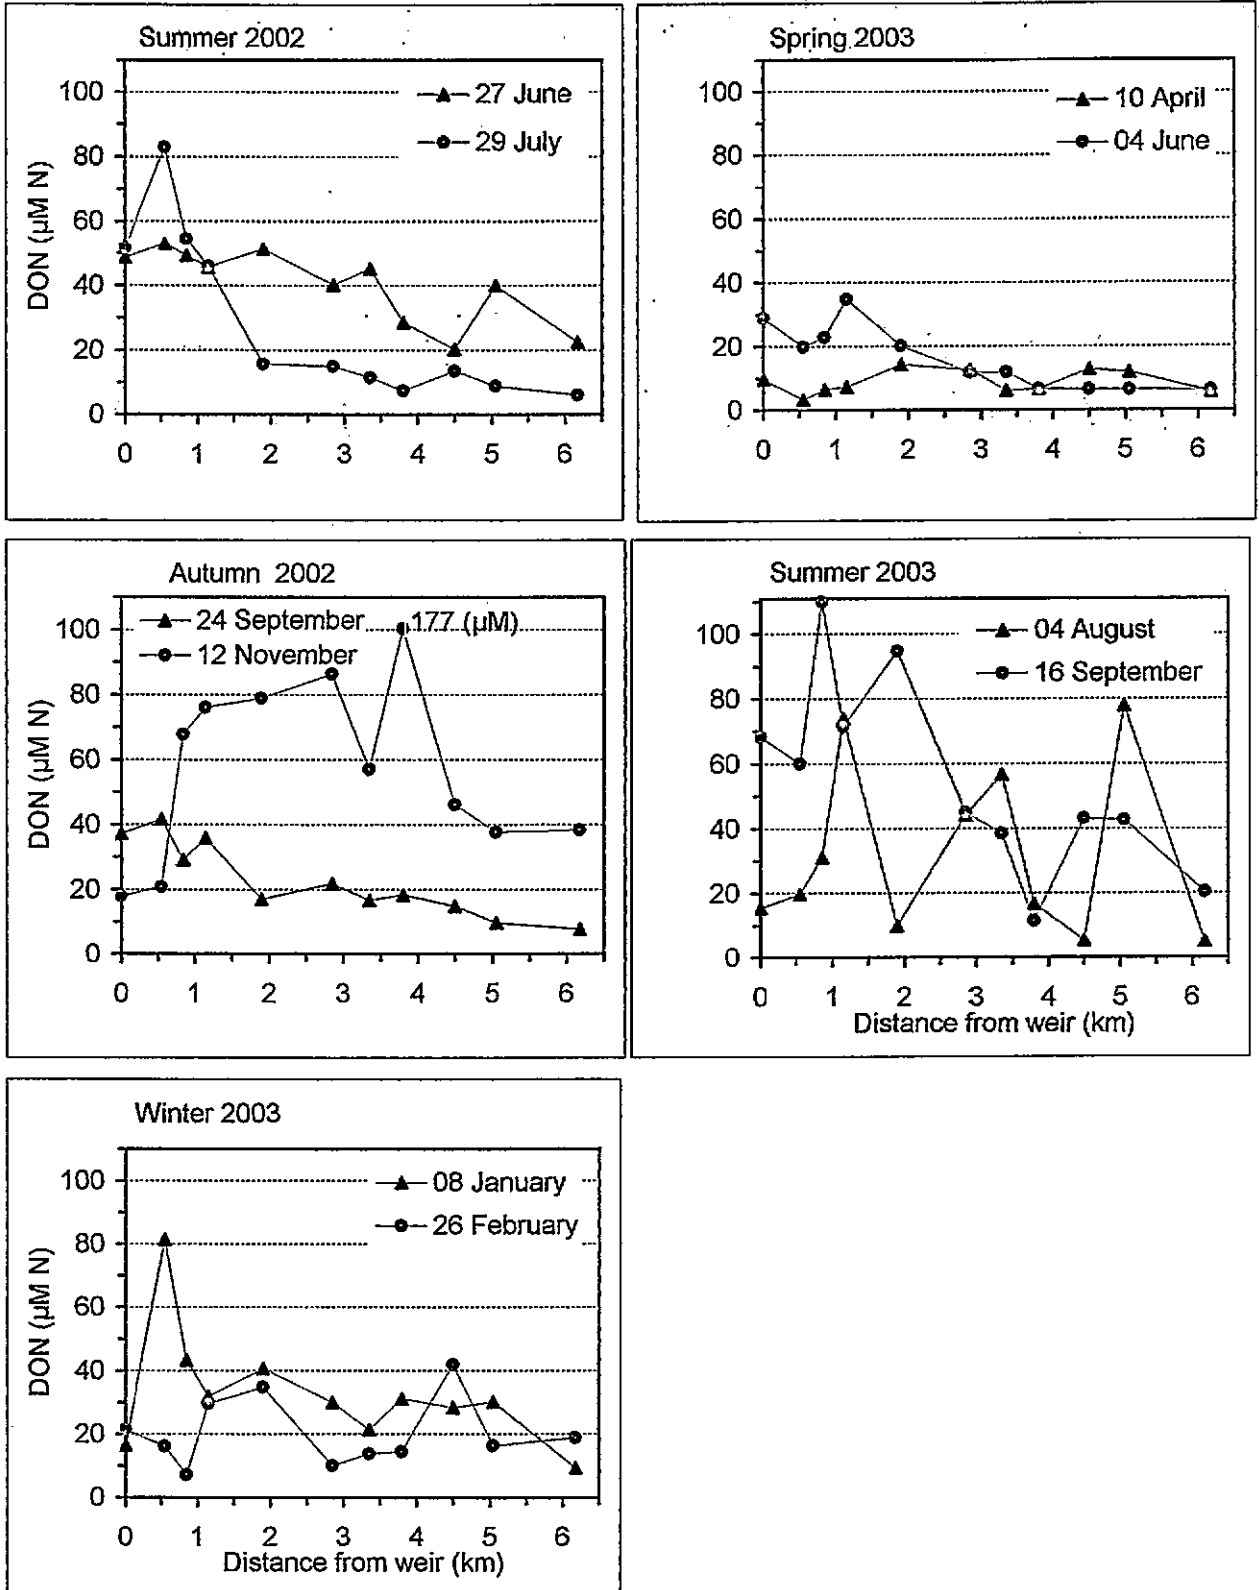 Summer 2002
27 June
29 July
DON (µM N)
100
80
60
40
20
0
0 1 2 3 4 5 6
Spring 2003
10 April
04 June
100
80
60
40
20
0
0 1 2 3 4 5 6
Autumn 2002
24 September
177 (µM)
12 November
DON (µM N)
100
80
60
40
20
0
0 1 2 3 4 5 6
Summer 2003
04 August
16 September
100
80
60
40
20
0
0 1 2 3 4 5 6
Distance from weir (km)
Winter 2003
08 January
26 February
DON (µM N)
100
80
60
40
20
0
0 1 2 3 4 5 6
Distance from weir (km)